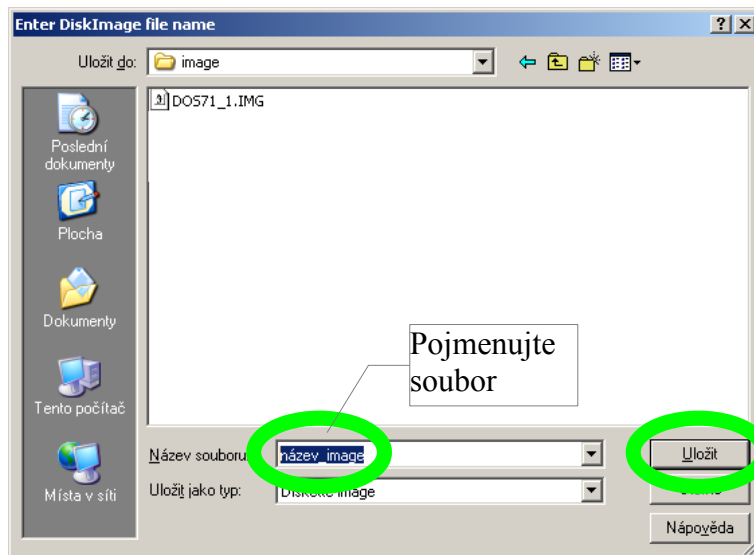 Enter DiskImage file name
Uložit do:
image
DOS71_1.IMG
Poslední
dokumenty
Plocha
Dokumenty
Tento počítač
Místa v síti
Pojmenujte
soubor
Název souboru:
název_image
Uložit
Uložit jako typ:
Diskette image
Nápověda